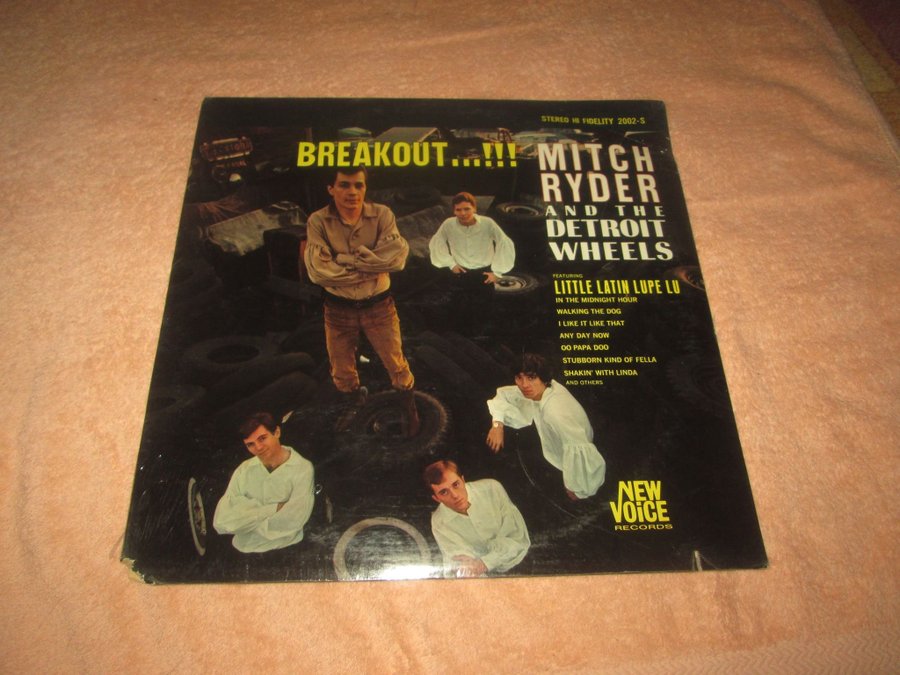 STEREO HI FIDELITY 2002-S
BREAKOUT...!!!
MITCH
RYDER
AND THE
DETROIT
WHEELS
FEATURING
LITTLE LATIN LUPE LU
IN THE MIDNIGHT HOUR
WALKING THE DOG
I LIKE IT LIKE THAT
ANY DAY NOW
OO PAPA DOO
STUBBORN KIND OF FELLA
SHAKIN' WITH LINDA
AND OTHERS
NEW
VOiCE
RECORDS